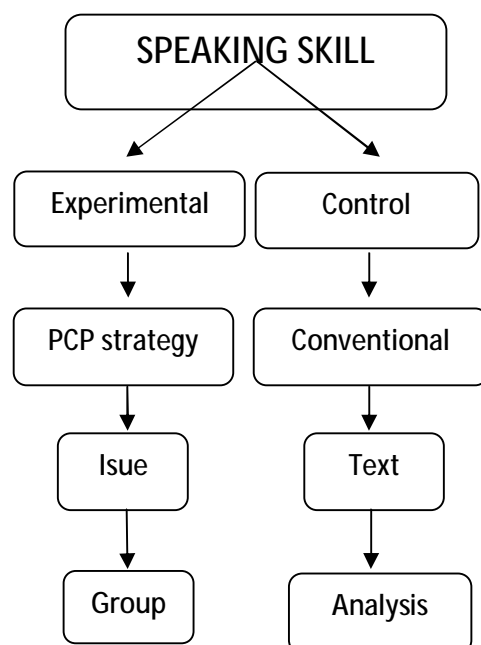 SPEAKING SKILL
Experimental
Control
PCP strategy
Conventional
Isue
Text
Group
Analysis